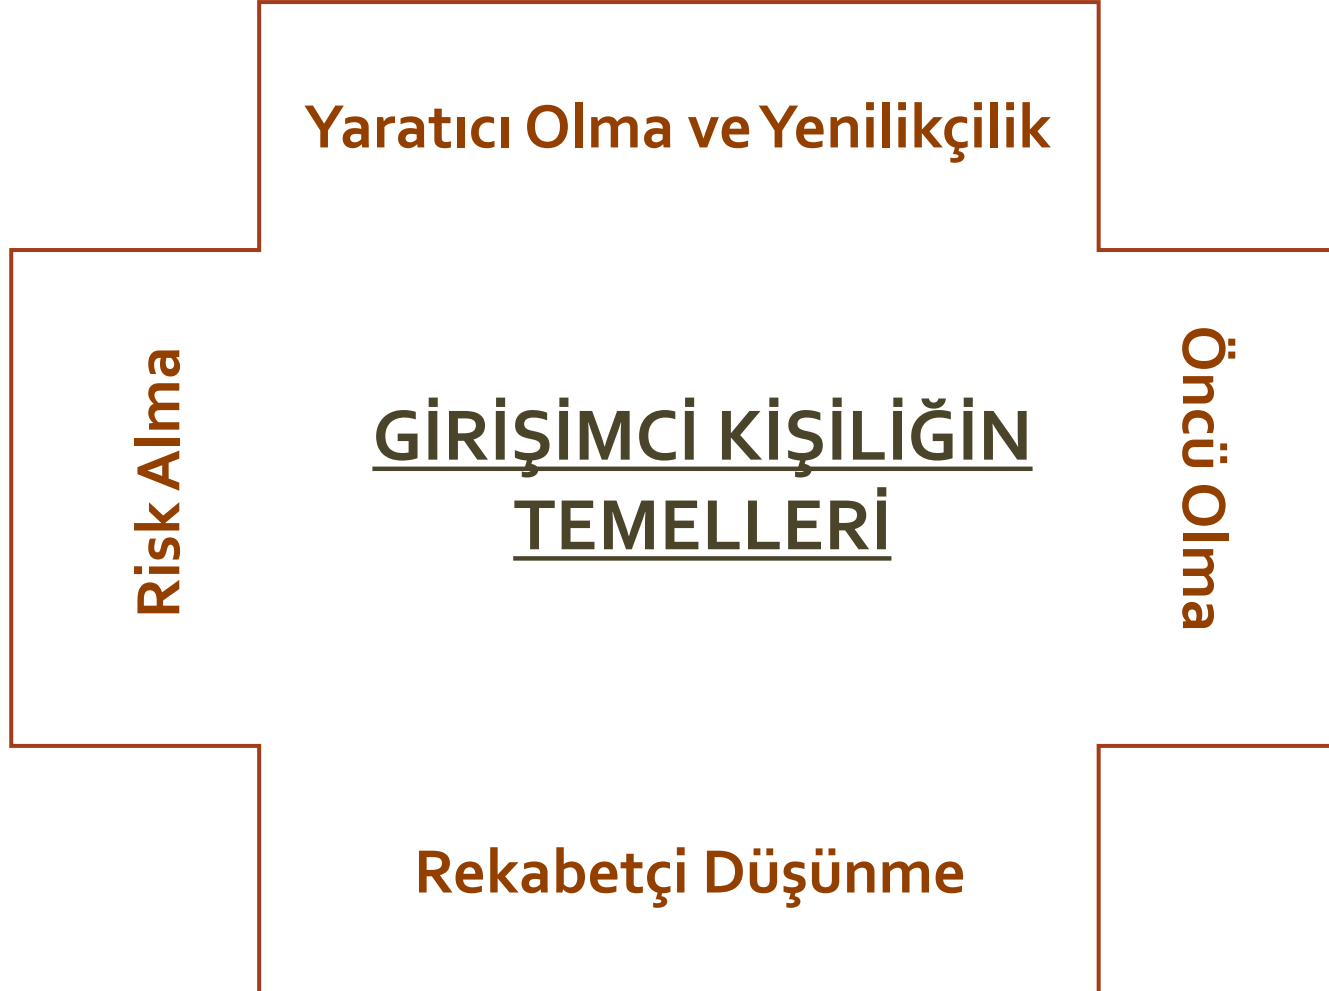 Yaratıcı Olma ve Yenilikçilik
Risk Alma
GİRİŞİMCİ KİŞİLİĞİN
TEMELLERİ
Öncü Olma
Rekabetçi Düşünme